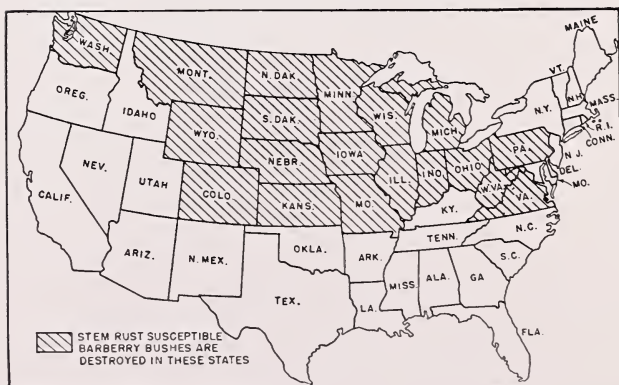 MAINE
WASH.
MONT.
N.DAK.
MINN.
VT.
N.H.
OREG.
IDAHO
S.DAK.
WIS.
MICH.
N.Y.
MASS.
R.I.
CONN.
WYO.
NEBR.
IOWA
PA.
N.J.
DEL.
MO.
NEV.
UTAH
COLO.
KANS.
MO.
ILL.
IND.
OHIO
W.VA.
VA.
CALIF.
KY.
N.C.
ARIZ.
N.MEX.
OKLA.
ARK.
TENN.
S.C.
TEX.
LA.
MISS.
ALA.
GA
FLA.
STEM RUST SUSCEPTIBLE
BARBERRY BUSHES ARE
DESTROYED IN THESE STATES